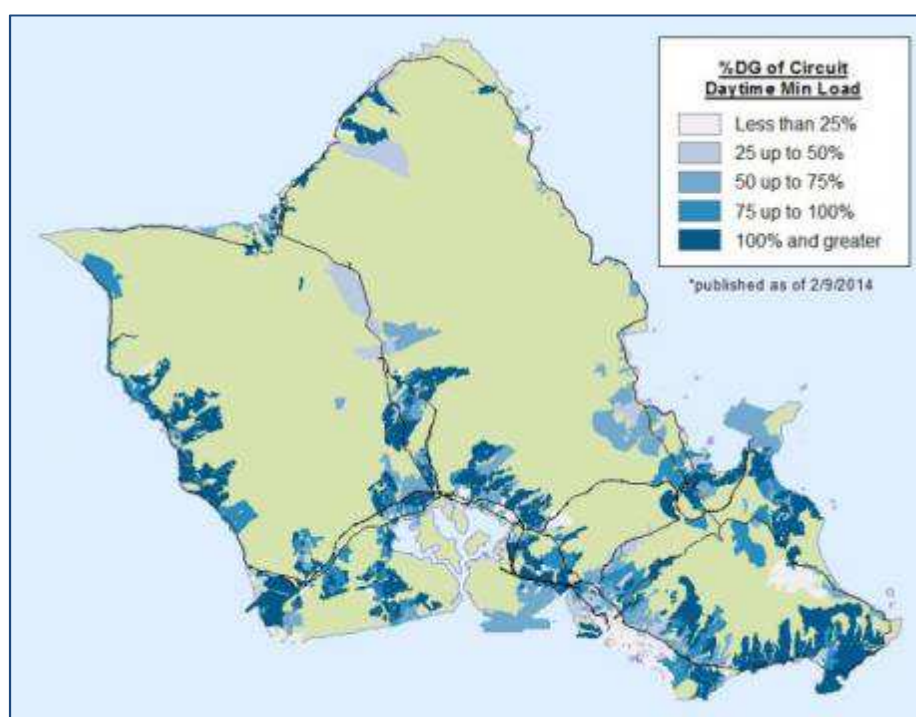 %DG of Circuit
Daytime Min Load
Less than 25%
25 up to 50%
50 up to 75%
75 up to 100%
100% and greater
*published as of 2/9/2014